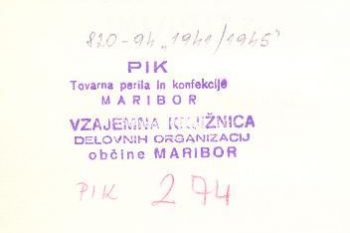 820-94 "1941/1945"
PIK
Tovarna perila in konfekcije
MARIBOR
VZAJEMNA KNJIŽNICA
DELOVNIH ORGANIZACIJ
občine MARIBOR
PIK 274